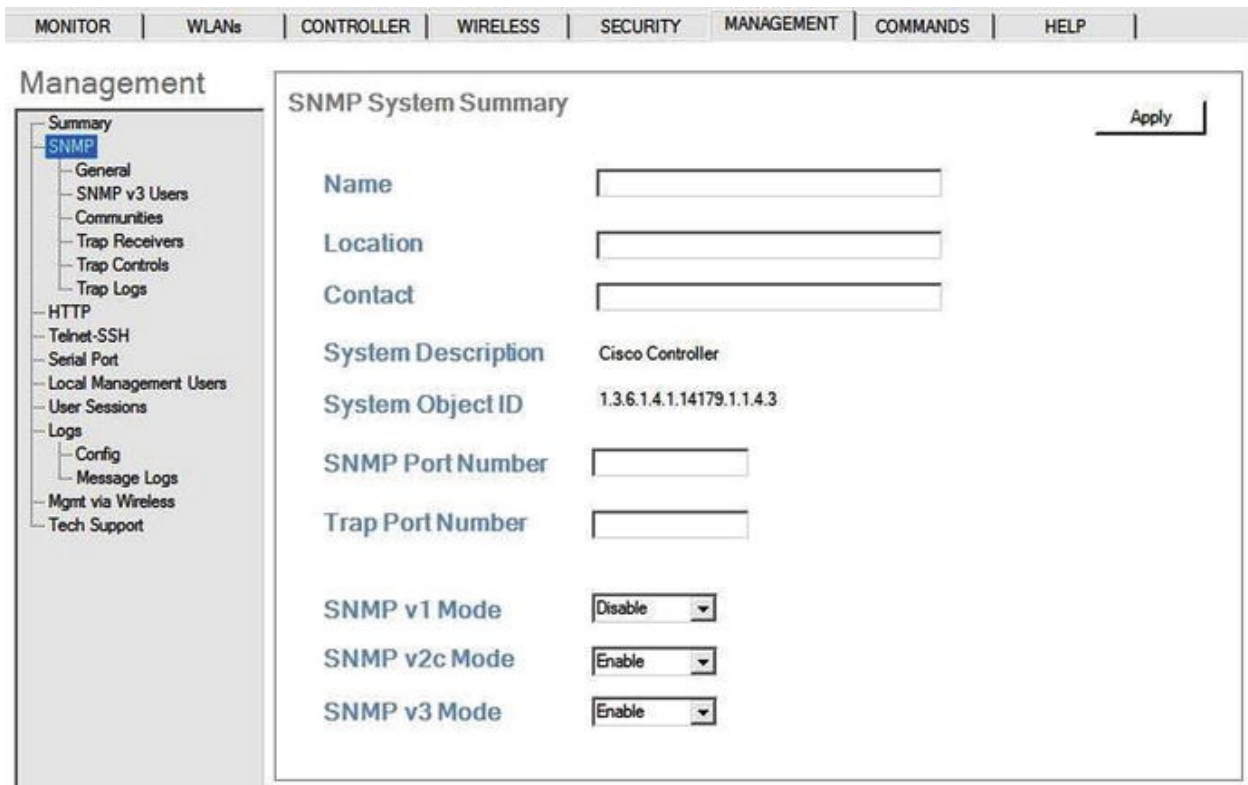 MONITOR WLANs CONTROLLER WIRELESS SECURITY MANAGEMENT COMMANDS HELP
Management
Summary
SNMP
General
SNMP v3 Users
Communities
Trap Receivers
Trap Controls
Trap Logs
HTTP
Telnet-SSH
Serial Port
Local Management Users
User Sessions
Logs
Config
Message Logs
Mgmt via Wireless
Tech Support
SNMP System Summary
Apply
Name
Location
Contact
System Description Cisco Controller
System Object ID 1.3.6.1.4.1.14179.1.1.4.3
SNMP Port Number
Trap Port Number
SNMP v1 Mode Disable
SNMP v2c Mode Enable
SNMP v3 Mode Enable